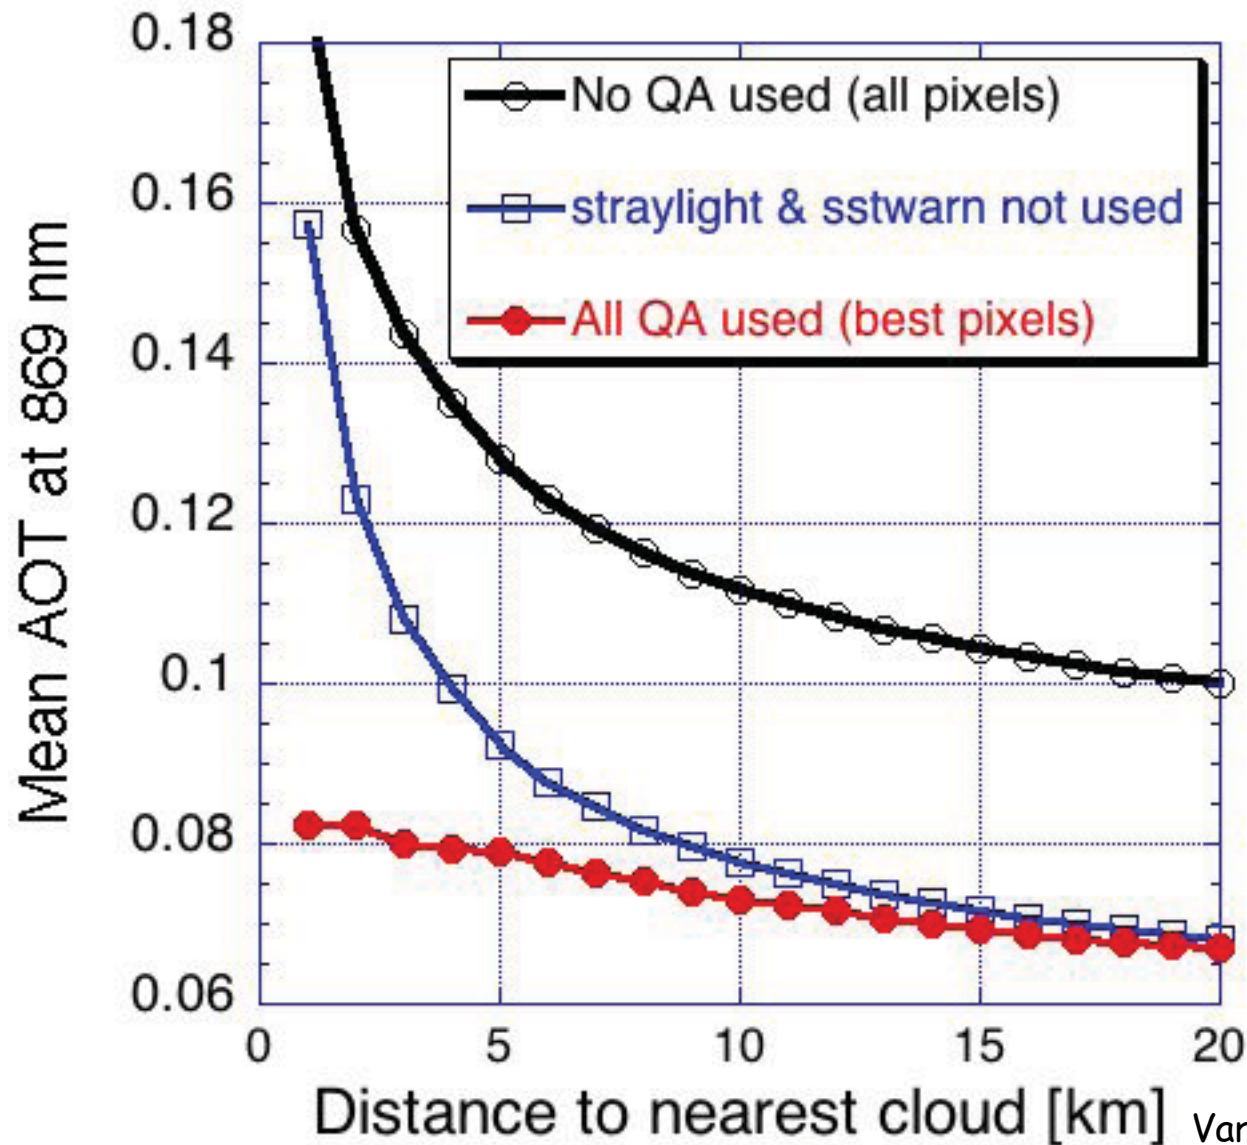 0.18
0.16
0.14
0.12
0.1
0.08
0.06
Mean AOT at 869 nm
No QA used (all pixels)
straylight & sstwarn not used
All QA used (best pixels)
0 5 10 15 20
Distance to nearest cloud [km]
Var